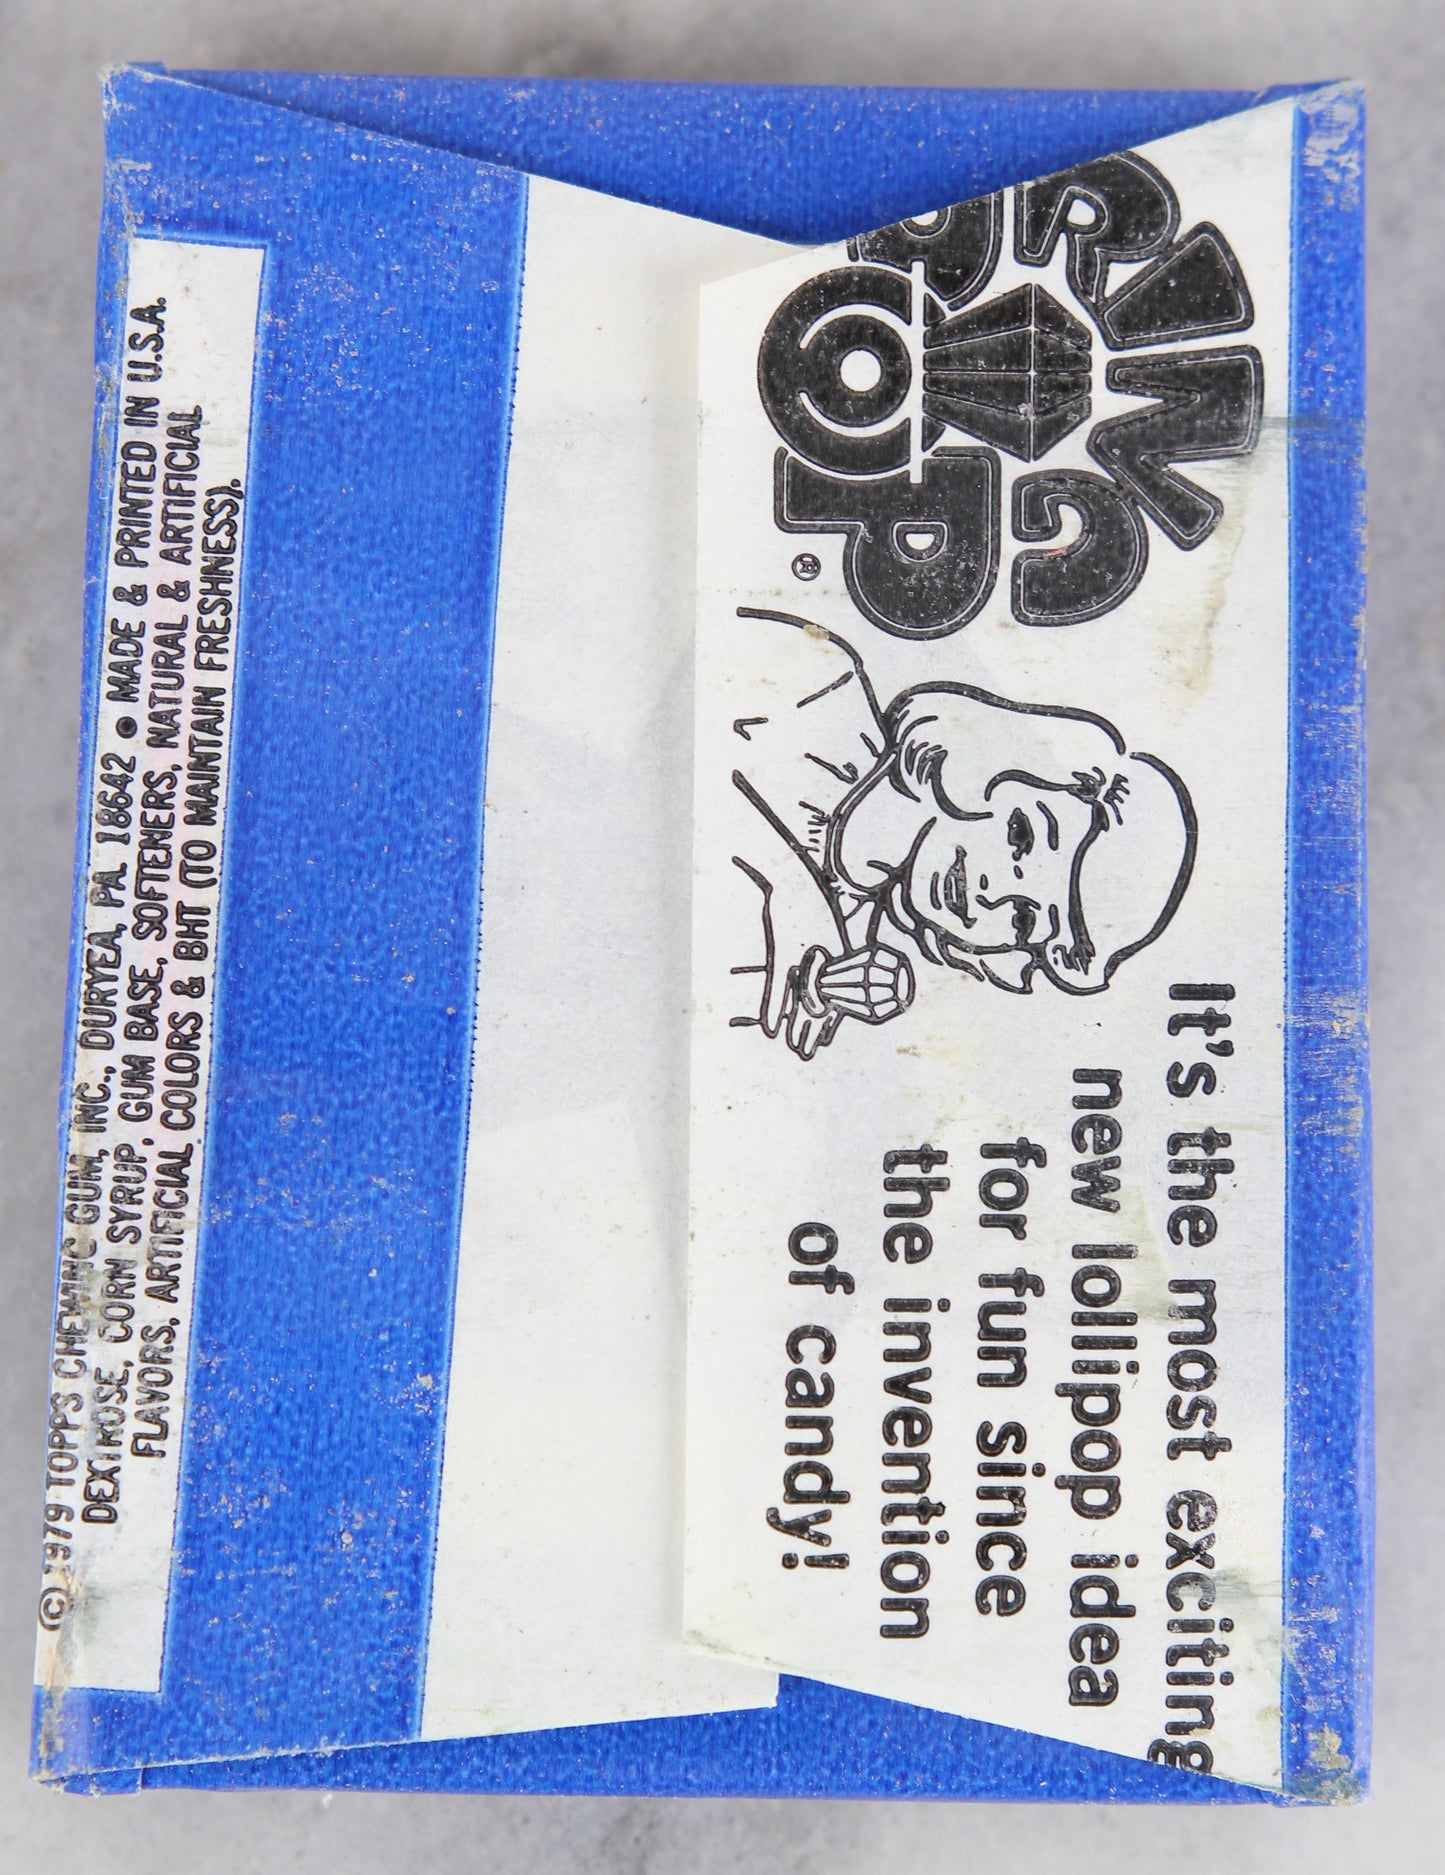 RING
POP
®
It's the most exciting
new lollipop idea
for fun since
the invention
of candy!
© 1979 TOPPS CHEWING GUM, INC., DURYEA, PA. 18642 • MADE & PRINTED IN U.S.A.
DEXTROSE, CORN SYRUP, GUM BASE, SOFTENERS, NATURAL & ARTIFICIAL
FLAVORS, ARTIFICIAL COLORS & BHT (TO MAINTAIN FRESHNESS).